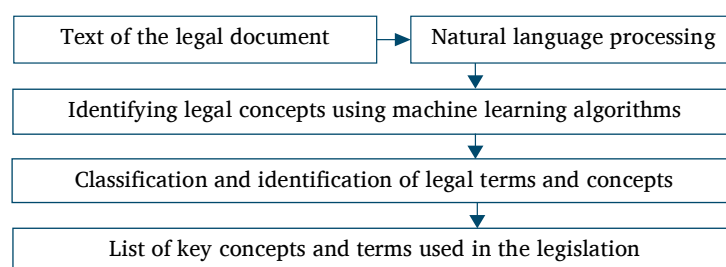 Text of the legal document
Natural language processing
Identifying legal concepts using machine learning algorithms
Classification and identification of legal terms and concepts
List of key concepts and terms used in the legislation